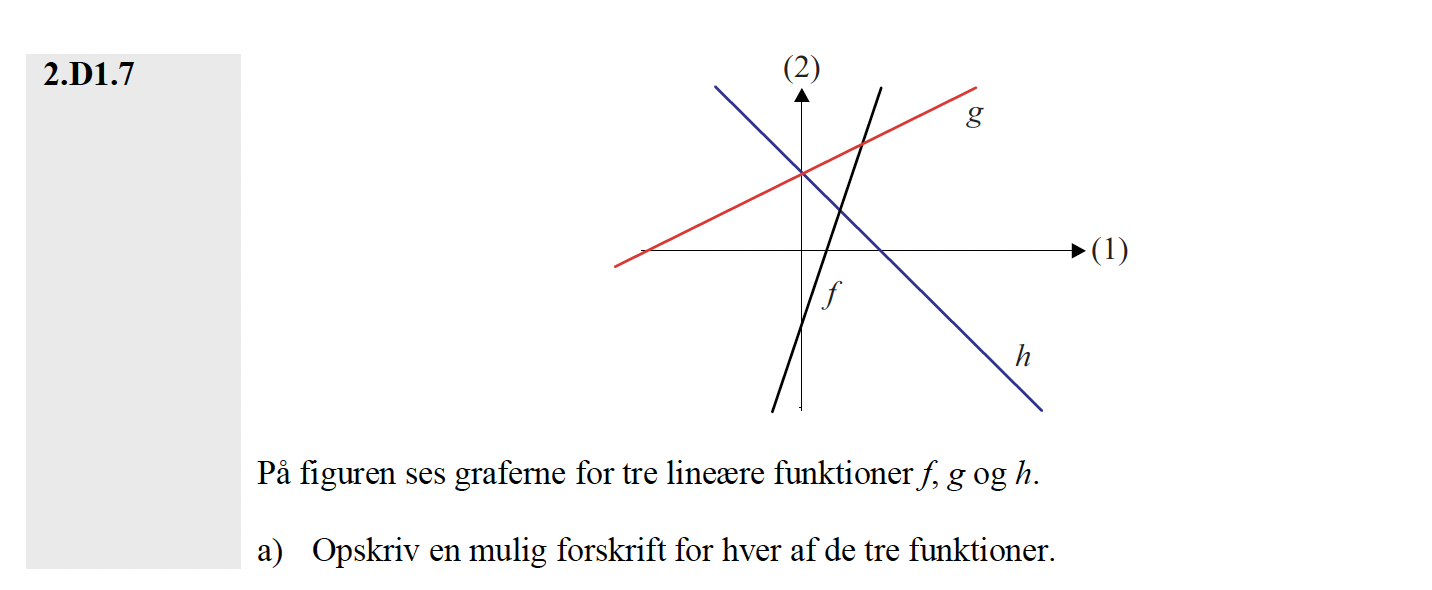 2.D1.7
(2)
g
(1)
f
h
På figuren ses graferne for tre lineære funktioner f, g og h.
a) Opskriv en mulig forskrift for hver af de tre funktioner.